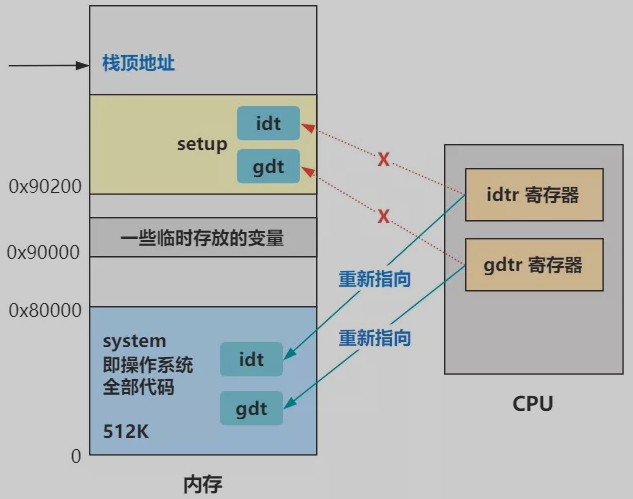 栈顶地址
idt
setup
gdt
0x90200
一些临时存放的变量
0x90000
0x80000
system
即操作系统
全部代码
512K
idt
gdt
0
内存
X
X
重新指向
重新指向
idtr 寄存器
gdtr 寄存器
CPU